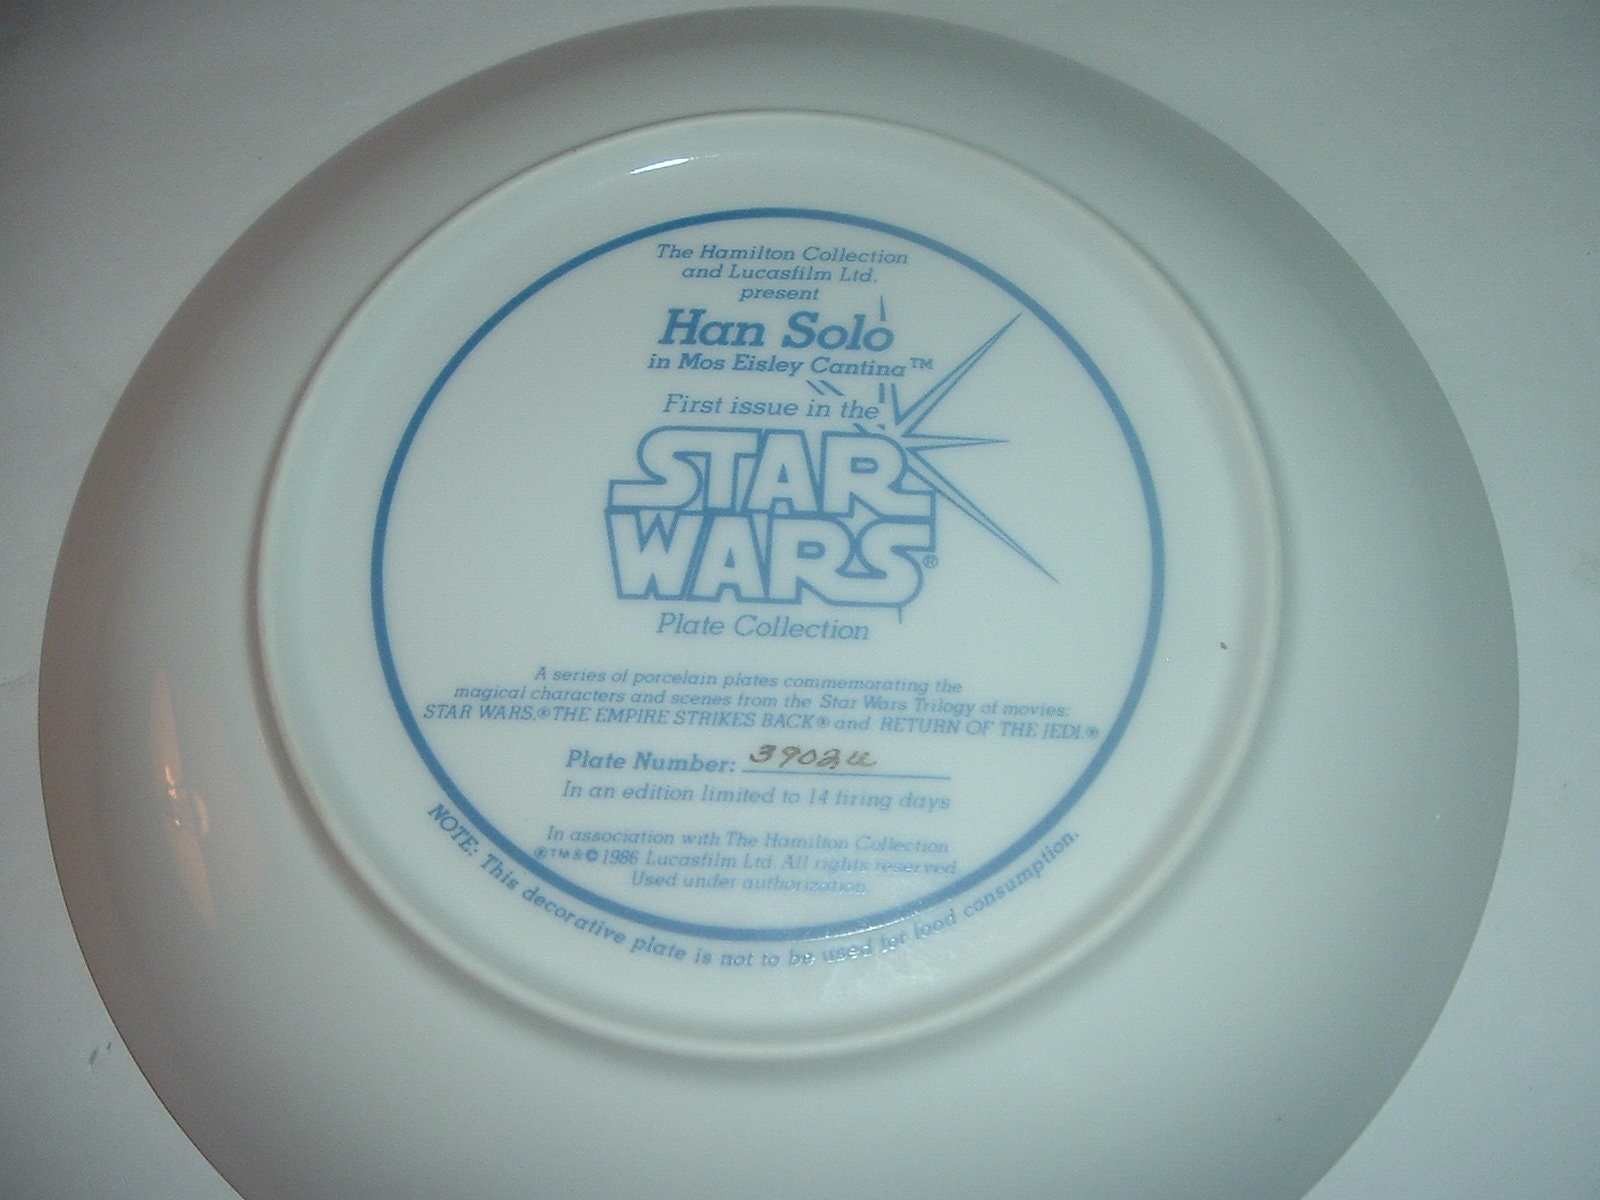 The Hamilton Collection
and Lucasfilm Ltd.
present
Han Solo
in Mos Eisley Cantina™
First issue in the
STAR
WARS®
Plate Collection
A series of porcelain plates commemorating the
magical characters and scenes from the Star Wars Trilogy of movies:
STAR WARS,® THE EMPIRE STRIKES BACK® and RETURN OF THE JEDI.®
Plate Number:
In an edition limited to 14 firing days
In association with The Hamilton Collection
®™&© 1986 Lucasfilm Ltd. All rights reserved
Used under authorization
NOTE: This decorative plate is not to be used for food consumption.